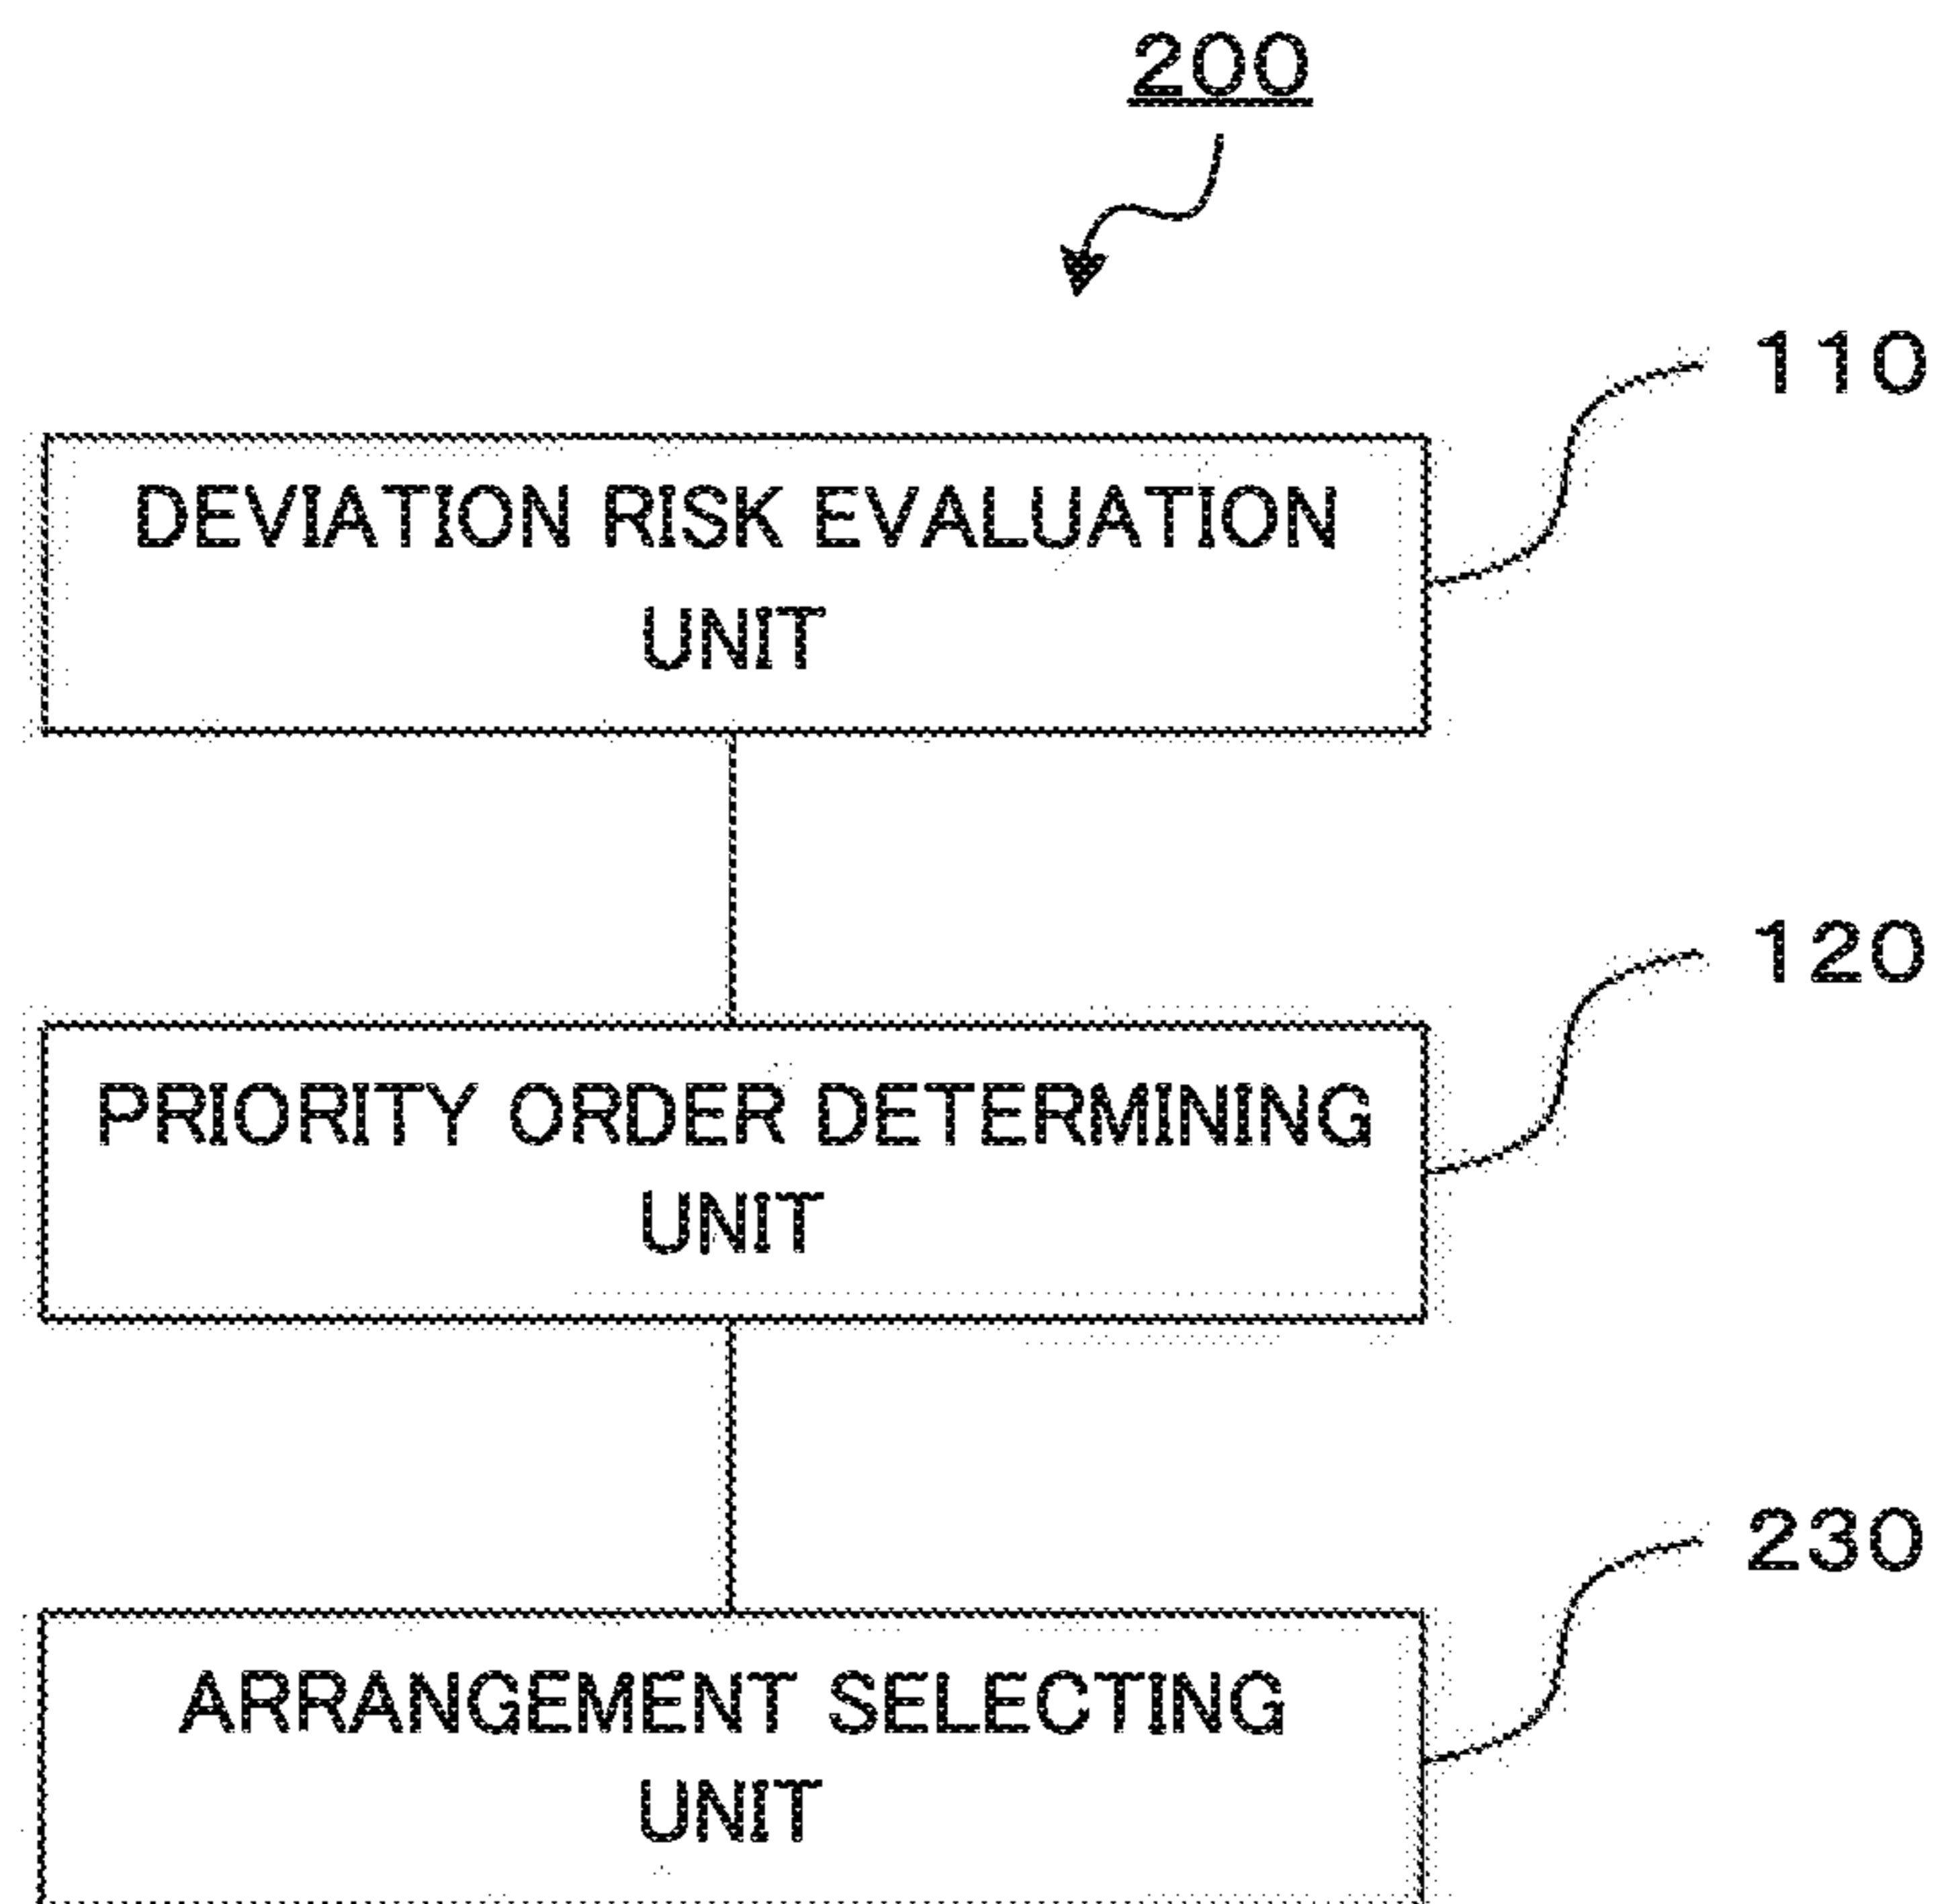 200
110
DEVIATION RISK EVALUATION
UNIT
120
PRIORITY ORDER DETERMINING
UNIT
230
ARRANGEMENT SELECTING
UNIT